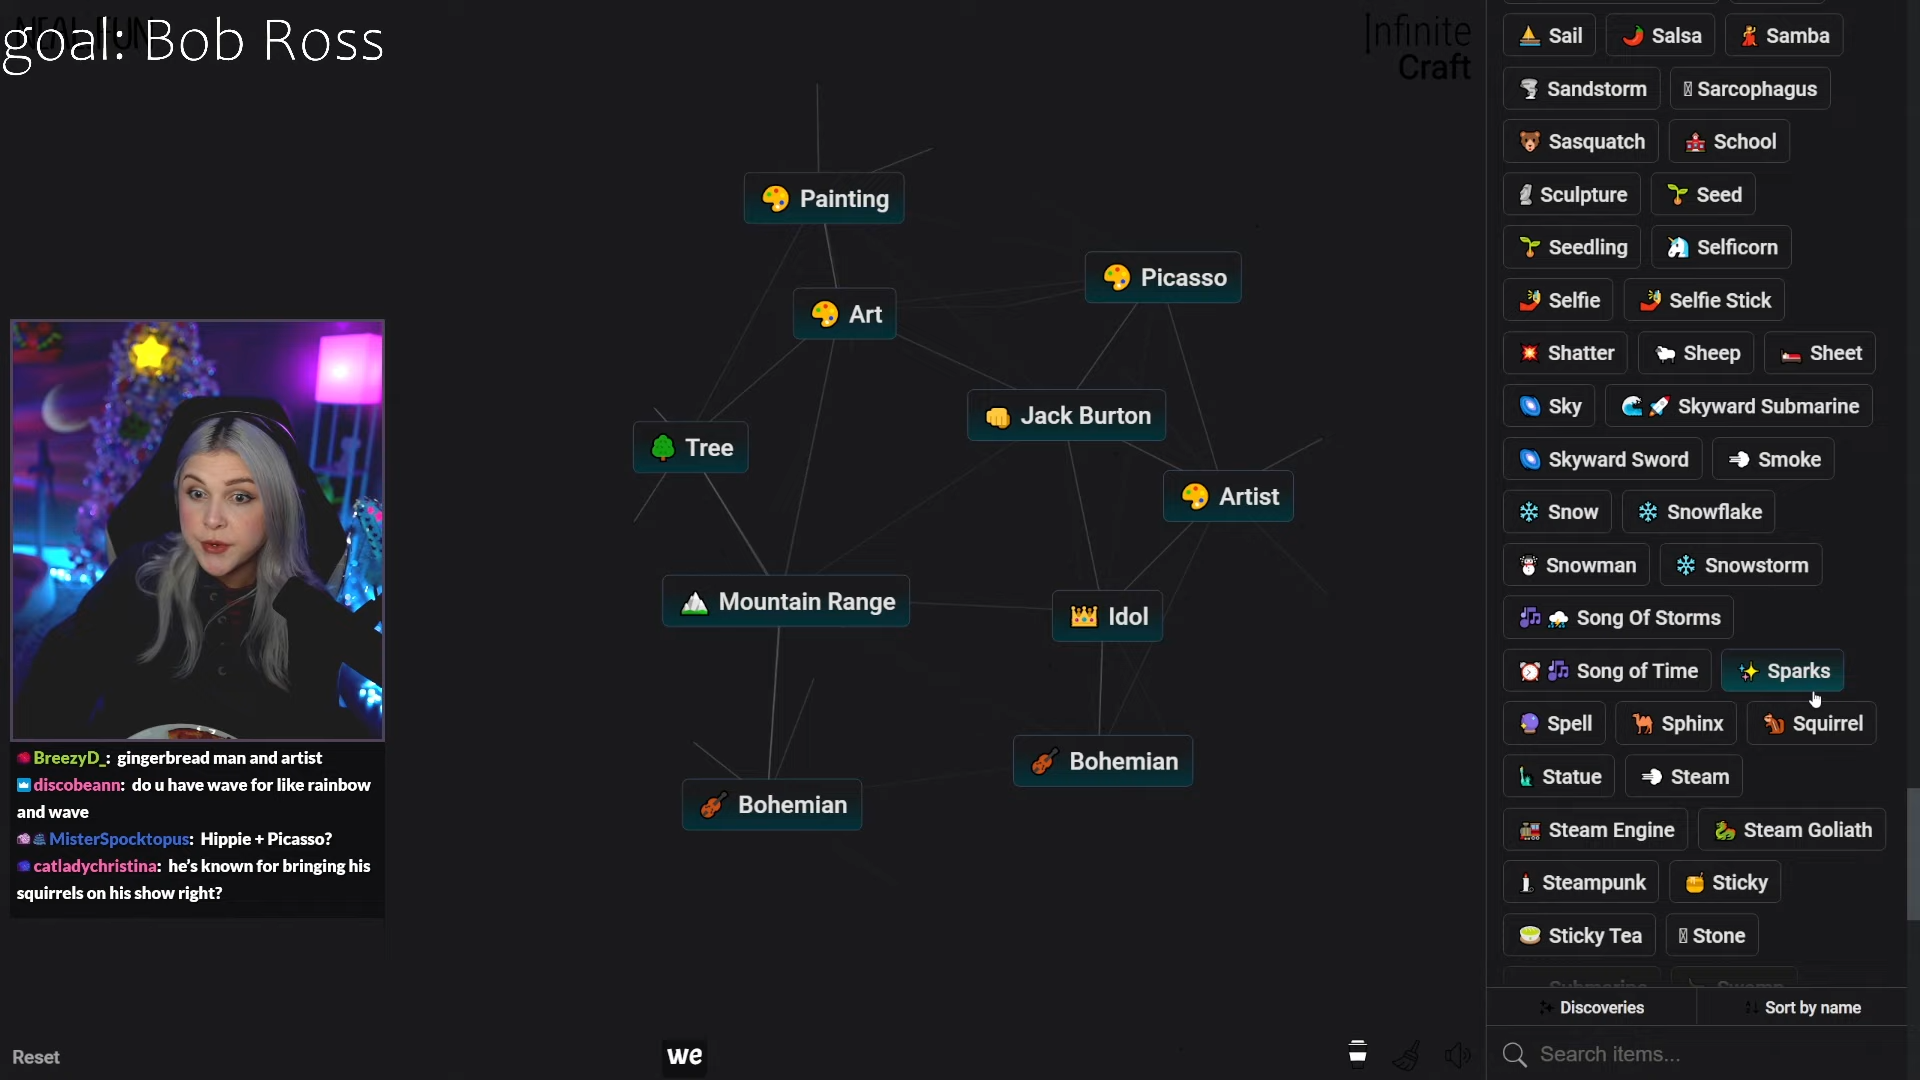 goal: Bob Ross
Infinite
Craft
Painting
Picasso
Art
Jack Burton
Tree
Artist
Mountain Range
Idol
Bohemian
Bohemian
BreezyD_: gingerbread man and artist
discobeann: do u have wave for like rainbow
and wave
MisterSpocktopus: Hippie + Picasso?
catladychristina: he's known for bringing his
squirrels on his show right?
Reset
we
Sail Salsa Samba
Sandstorm Sarcophagus
Sasquatch School
Sculpture Seed
Seedling Selficorn
Selfie Selfie Stick
Shatter Sheep Sheet
Sky Skyward Submarine
Skyward Sword Smoke
Snow Snowflake
Snowman Snowstorm
Song Of Storms
Song of Time Sparks
Spell Sphinx Squirrel
Statue Steam
Steam Engine Steam Goliath
Steampunk Sticky
Sticky Tea Stone
Submarine Swamp
Discoveries Sort by name
Search items...